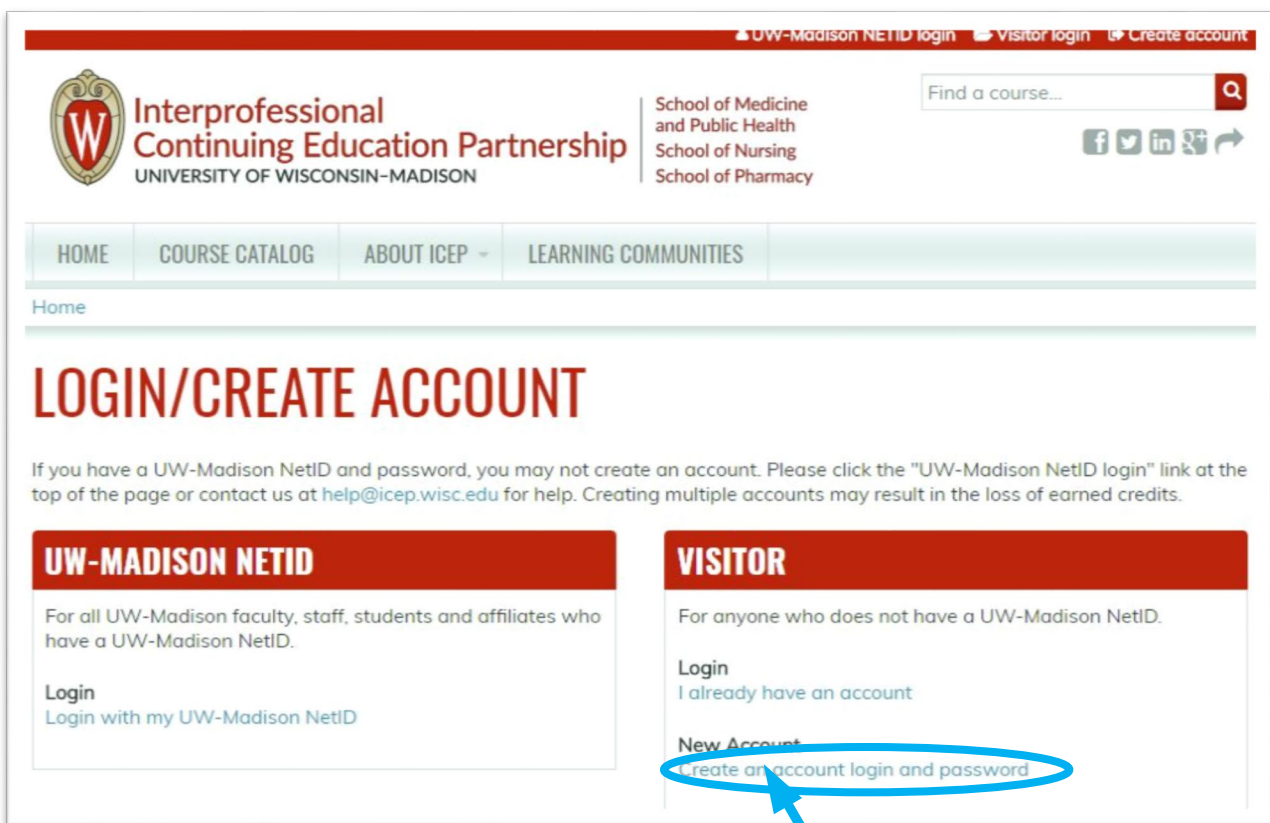 UW-Madison NETID login Visitor login Create account
Interprofessional
Continuing Education Partnership
UNIVERSITY OF WISCONSIN–MADISON
School of Medicine
and Public Health
School of Nursing
School of Pharmacy
Find a course...
HOME COURSE CATALOG ABOUT ICEP LEARNING COMMUNITIES
Home
LOGIN/CREATE ACCOUNT
If you have a UW-Madison NetID and password, you may not create an account. Please click the "UW-Madison NetID login" link at the
top of the page or contact us at help@icep.wisc.edu for help. Creating multiple accounts may result in the loss of earned credits.
UW-MADISON NETID
For all UW-Madison faculty, staff, students and affiliates who
have a UW-Madison NetID.
Login
Login with my UW-Madison NetID
VISITOR
For anyone who does not have a UW-Madison NetID.
Login
I already have an account
New Account
Create an account login and password